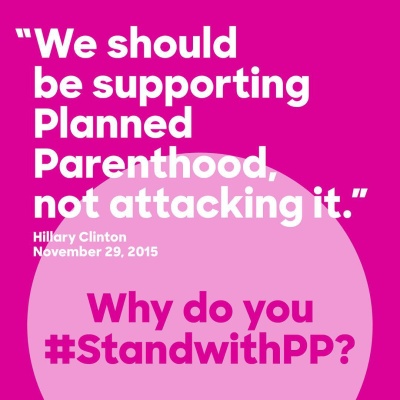 “We should
be supporting
Planned
Parenthood,
not attacking it.”
Hillary Clinton
November 29, 2015
Why do you
#StandwithPP?